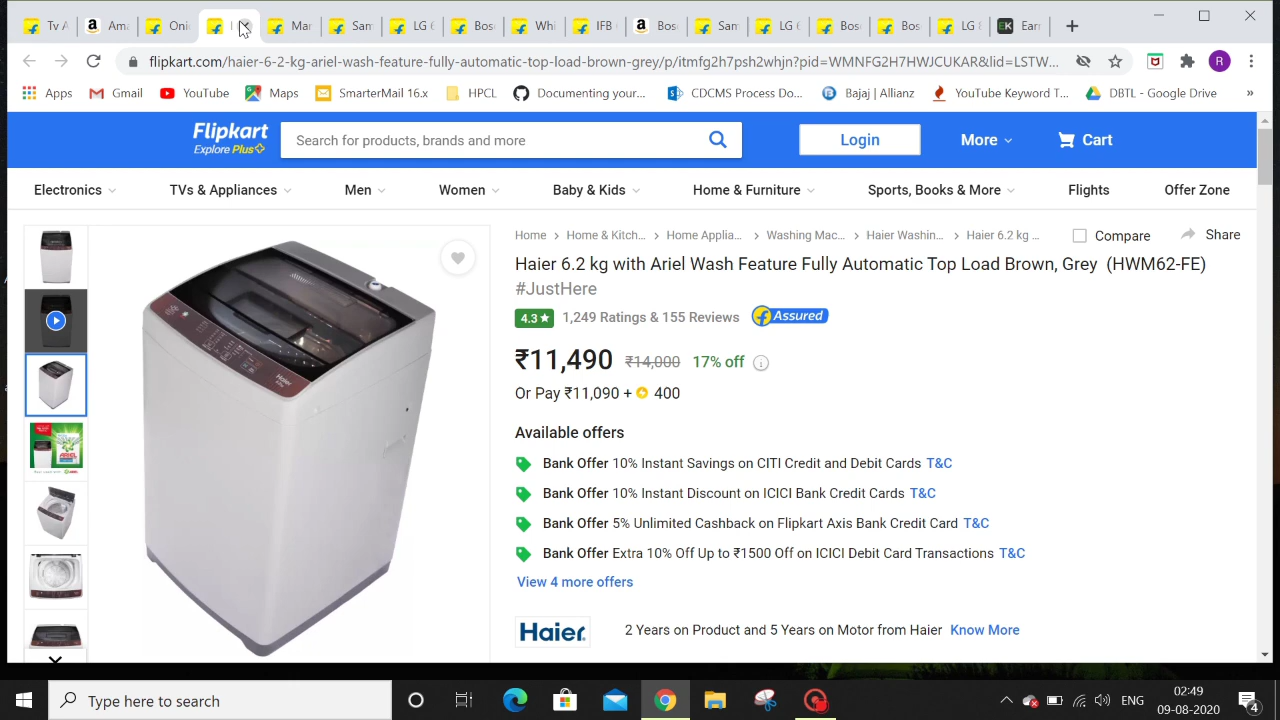 Tv A
Ama
Oni
Mar
Sam
LG 6
Bos
Whi
IFB
Bos
Sam
LG 6
Bos
Bos
LG 8
EK
Earn
flipkart.com/haier-6-2-kg-ariel-wash-feature-fully-automatic-top-load-brown-grey/p/itmfg2h7psh2whjn?pid=WMNFG2H7HWJCUKAR&lid=LSTW...
R
Apps
Gmail
YouTube
Maps
SmarterMail 16.x
HPCL
Documenting your...
CDCMS Process Do...
Bajaj | Allianz
YouTube Keyword T...
DBTL - Google Drive
»
Flipkart
Explore Plus
Search for products, brands and more
Login
More
Cart
Electronics
TVs & Appliances
Men
Women
Baby & Kids
Home & Furniture
Sports, Books & More
Flights
Offer Zone
Home > Home & Kitch... > Home Applia... > Washing Mac... > Haier Washin... > Haier 6.2 kg ...
Compare
Share
Haier 6.2 kg with Ariel Wash Feature Fully Automatic Top Load Brown, Grey (HWM62-FE)
#JustHere
4.3★ 1,249 Ratings & 155 Reviews Assured
₹11,490 ₹14,000 17% off
Or Pay ₹11,090 + 400
Available offers
Bank Offer 10% Instant Savings on CITI Credit and Debit Cards T&C
Bank Offer 10% Instant Discount on ICICI Bank Credit Cards T&C
Bank Offer 5% Unlimited Cashback on Flipkart Axis Bank Credit Card T&C
Bank Offer Extra 10% Off Up to ₹1500 Off on ICICI Debit Card Transactions T&C
View 4 more offers
Haier
2 Years on Product and 5 Years on Motor from Haier Know More
Haier
Type here to search
ENG
02:49
09-08-2020
4